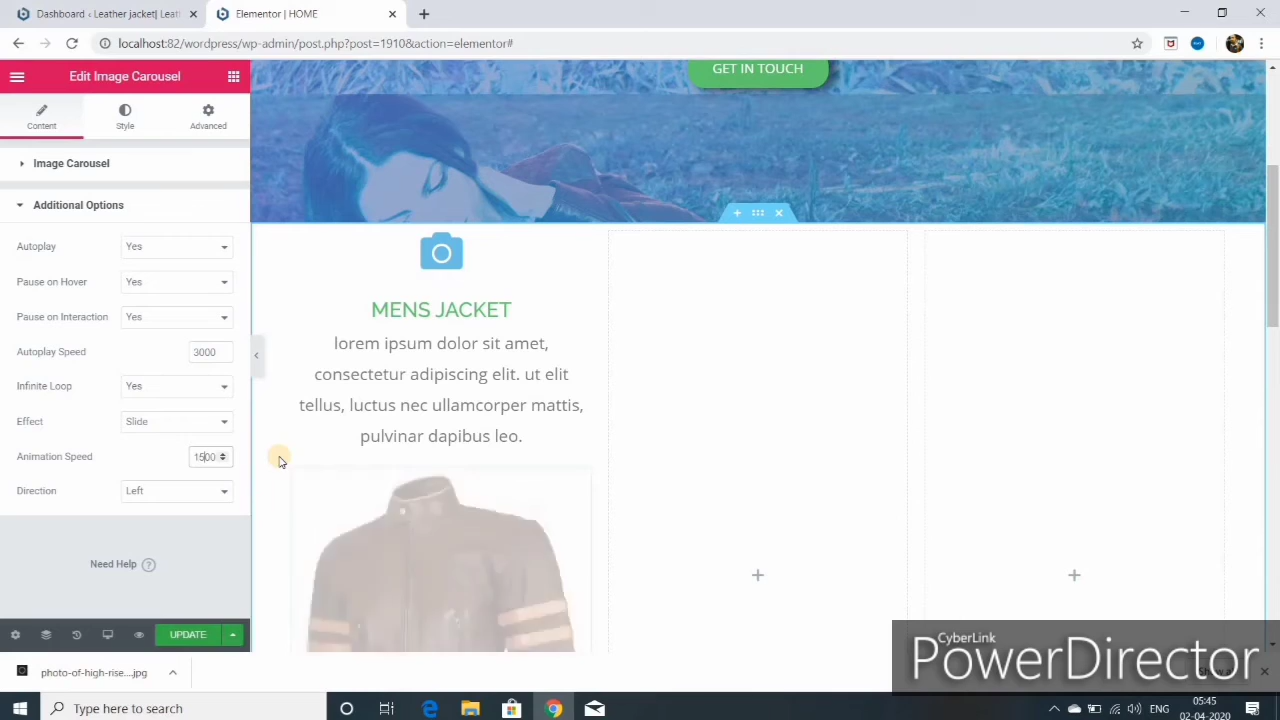 Dashboard ‹ Leather jacket| Leat
Elementor | HOME
localhost:82/wordpress/wp-admin/post.php?post=1910&action=elementor#
Edit Image Carousel
Content
Style
Advanced
Image Carousel
Additional Options
Autoplay
Yes
Pause on Hover
Yes
Pause on Interaction
Yes
Autoplay Speed
3000
Infinite Loop
Yes
Effect
Slide
Animation Speed
1500
Direction
Left
Need Help
UPDATE
GET IN TOUCH
MENS JACKET
lorem ipsum dolor sit amet,
consectetur adipiscing elit. ut elit
tellus, luctus nec ullamcorper mattis,
pulvinar dapibus leo.
photo-of-high-rise....jpg
CyberLink
PowerDirector
Type here to search
ENG
05:45
02-04-2020